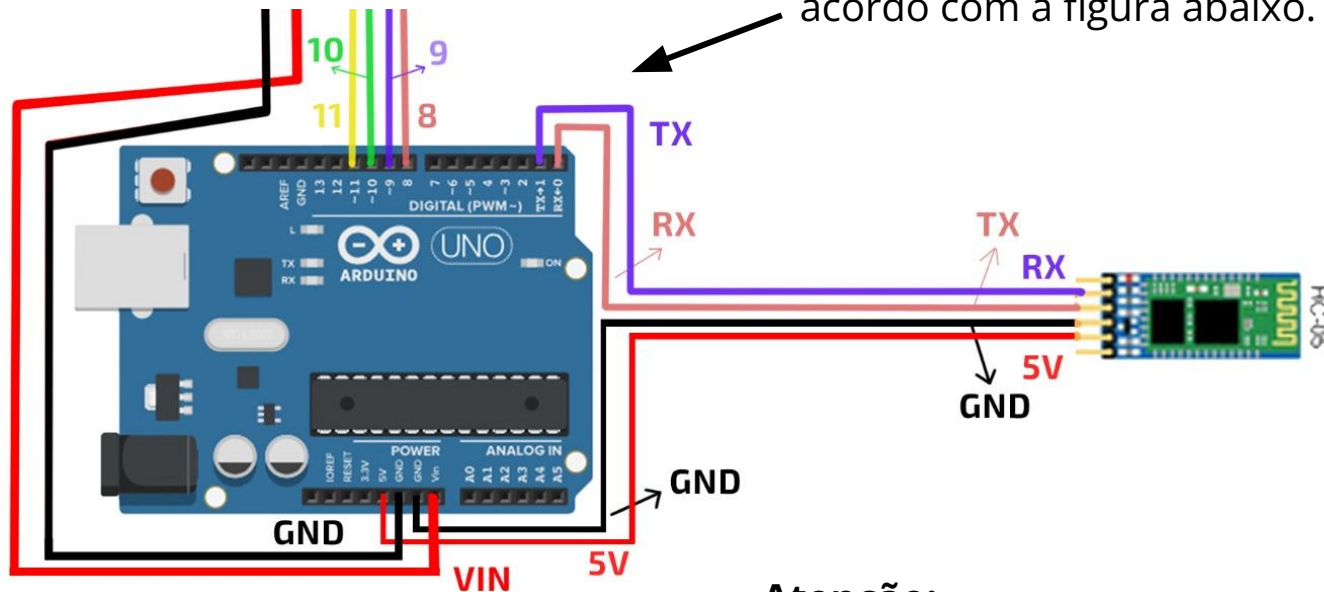 acordo com a figura abaixo.
10
9
11
8
TX
AREF
GND
13
12
~11
~10
~9
8
7
~6
~5
4
~3
2
TX→1
RX←0
DIGITAL (PWM~)
RX
TX
L
TX
RX
ARDUINO
UNO
ON
RX
HC-05
5V
GND
POWER
ANALOG IN
IOREF
RESET
3.3V
5V
GND
GND
Vin
A0
A1
A2
A3
A4
A5
GND
GND
5V
VIN
Atenção: